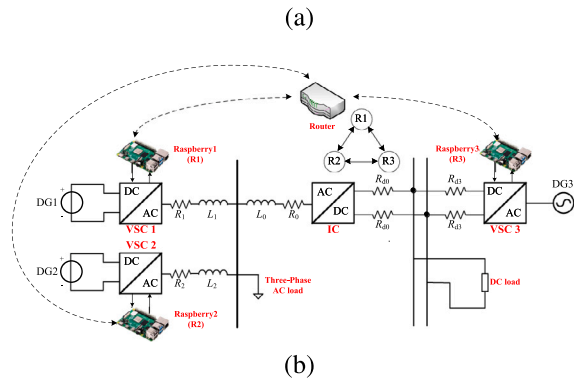 (a)
Router
R1
R2
R3
Raspberry1
(R1)
Raspberry3
(R3)
DG1
+
-
DC
AC
VSC 1
R1
L1
L0
R0
AC
DC
IC
Rd0
Rd0
Rd3
Rd3
DC
AC
VSC 3
DG3
VSC 2
DG2
+
-
DC
AC
R2
L2
Three-Phase
AC load
DC load
Raspberry2
(R2)
(b)